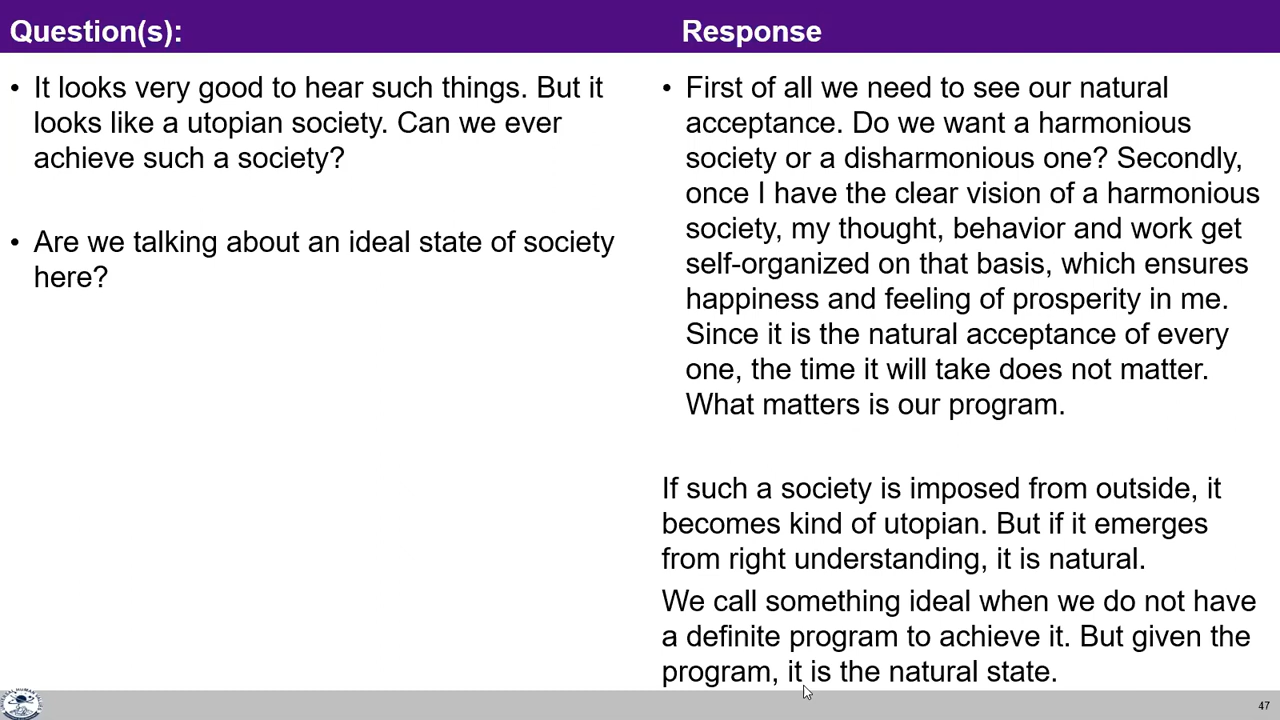 Question(s):
Response
• It looks very good to hear such things. But it
looks like a utopian society. Can we ever
achieve such a society?
• Are we talking about an ideal state of society
here?
• First of all we need to see our natural
acceptance. Do we want a harmonious
society or a disharmonious one? Secondly,
once I have the clear vision of a harmonious
society, my thought, behavior and work get
self-organized on that basis, which ensures
happiness and feeling of prosperity in me.
Since it is the natural acceptance of every
one, the time it will take does not matter.
What matters is our program.
If such a society is imposed from outside, it
becomes kind of utopian. But if it emerges
from right understanding, it is natural.
We call something ideal when we do not have
a definite program to achieve it. But given the
program, it is the natural state.
47